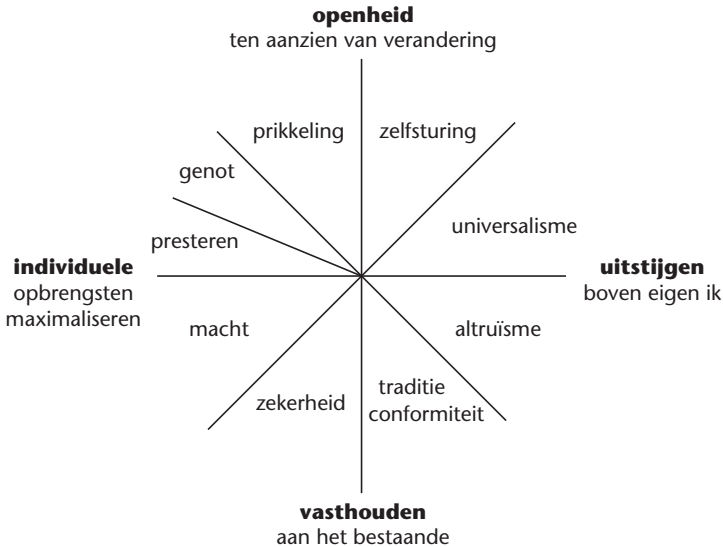 openheid
ten aanzien van verandering
prikkeling
zelfsturing
genot
universalisme
presteren
individuele
opbrengsten
maximaliseren
uitstijgen
boven eigen ik
macht
altruïsme
zekerheid
traditie
conformiteit
vasthouden
aan het bestaande